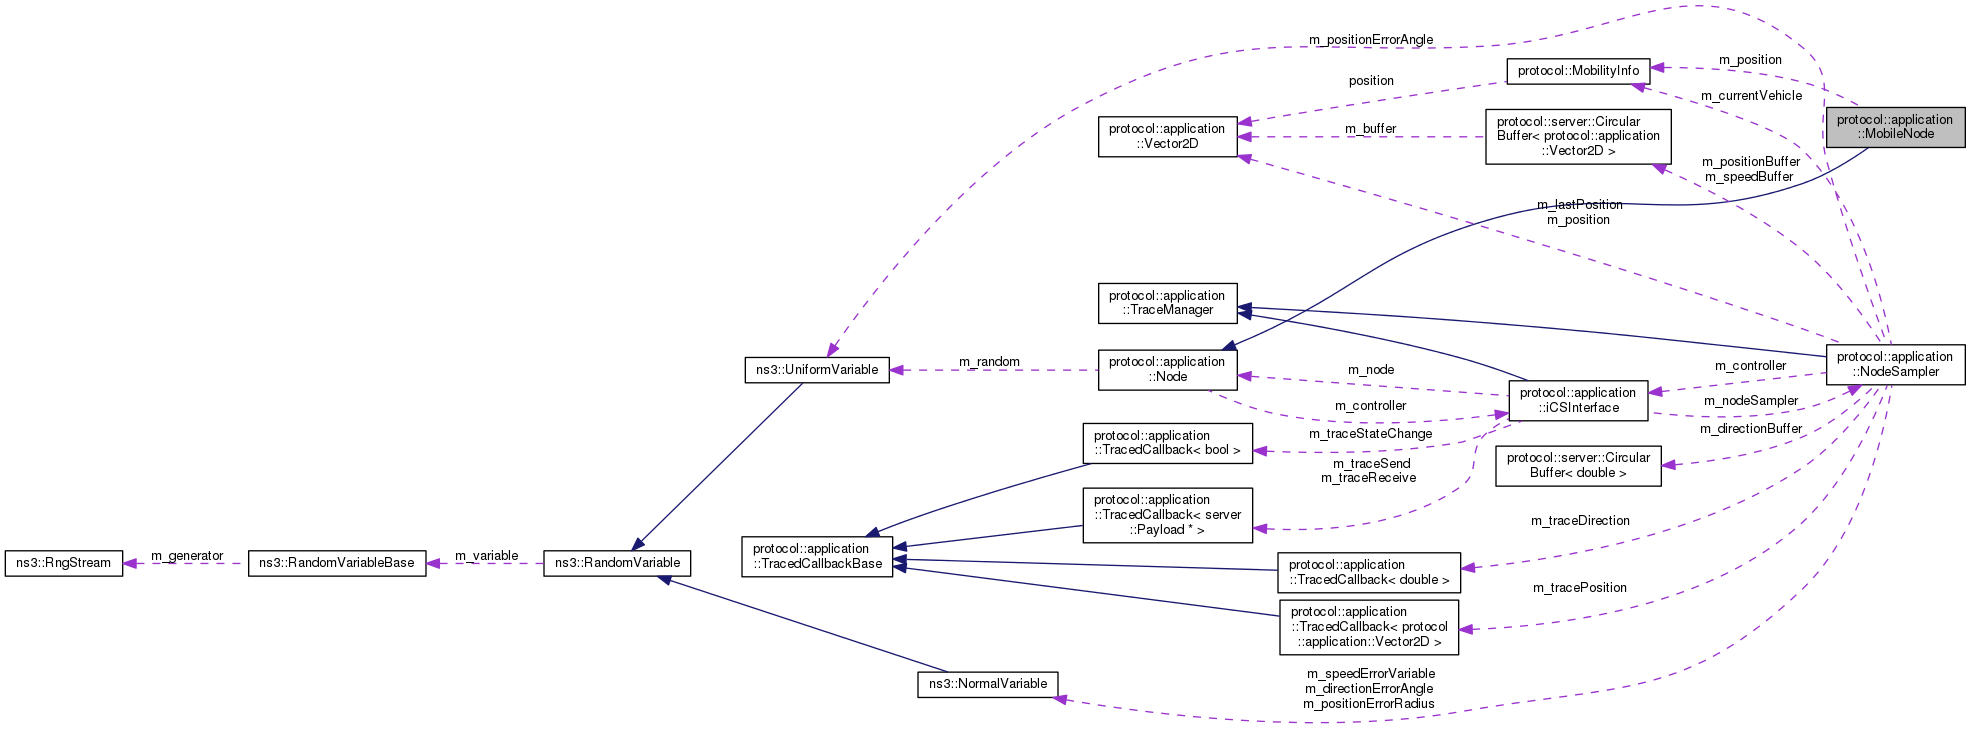 m_positionErrorAngle
m_position
protocol::MobilityInfo
position
m_currentVehicle
protocol::application
::MobileNode
protocol::server::Circular
Buffer< protocol::application
::Vector2D >
protocol::application
::Vector2D
m_buffer
m_positionBuffer
m_speedBuffer
m_lastPosition
m_position
protocol::application
::TraceManager
protocol::application
::NodeSampler
protocol::application
::Node
m_random
ns3::UniformVariable
m_node
m_controller
protocol::application
::iCSInterface
m_controller
m_nodeSampler
m_directionBuffer
protocol::application
::TracedCallback< bool >
m_traceStateChange
protocol::server::Circular
Buffer< double >
m_traceSend
m_traceReceive
protocol::application
::TracedCallback< server
::Payload * >
m_traceDirection
ns3::RngStream
m_generator
ns3::RandomVariableBase
m_variable
ns3::RandomVariable
protocol::application
::TracedCallbackBase
protocol::application
::TracedCallback< double >
m_tracePosition
protocol::application
::TracedCallback< protocol
::application::Vector2D >
ns3::NormalVariable
m_speedErrorVariable
m_directionErrorAngle
m_positionErrorRadius